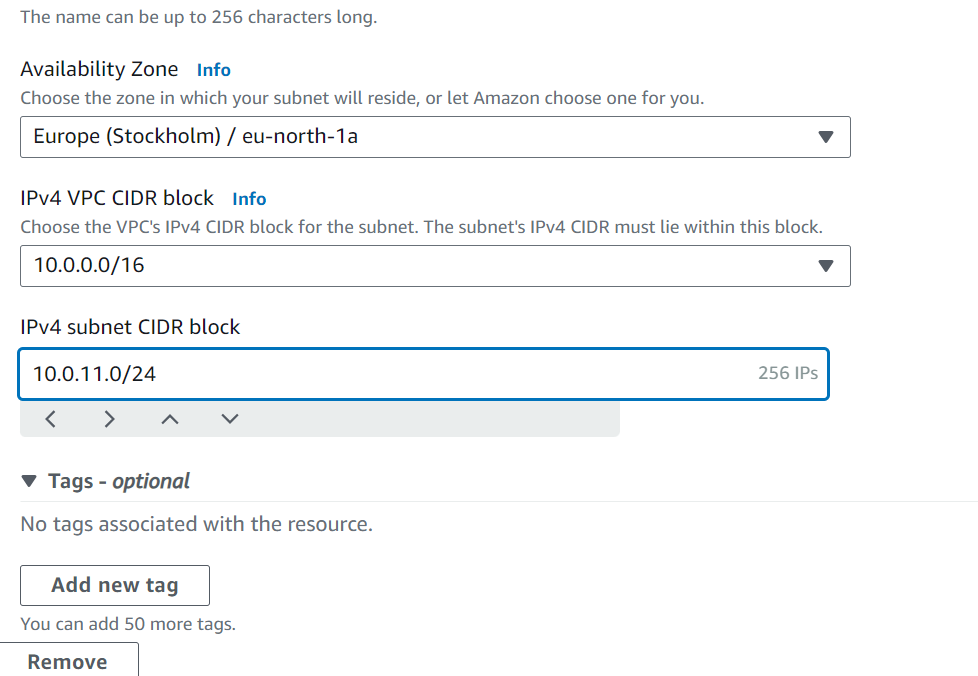 The name can be up to 256 characters long.
Availability Zone Info
Choose the zone in which your subnet will reside, or let Amazon choose one for you.
Europe (Stockholm) / eu-north-1a
IPv4 VPC CIDR block Info
Choose the VPC's IPv4 CIDR block for the subnet. The subnet's IPv4 CIDR must lie within this block.
10.0.0.0/16
IPv4 subnet CIDR block
10.0.11.0/24 256 IPs
Tags - optional
No tags associated with the resource.
Add new tag
You can add 50 more tags.
Remove